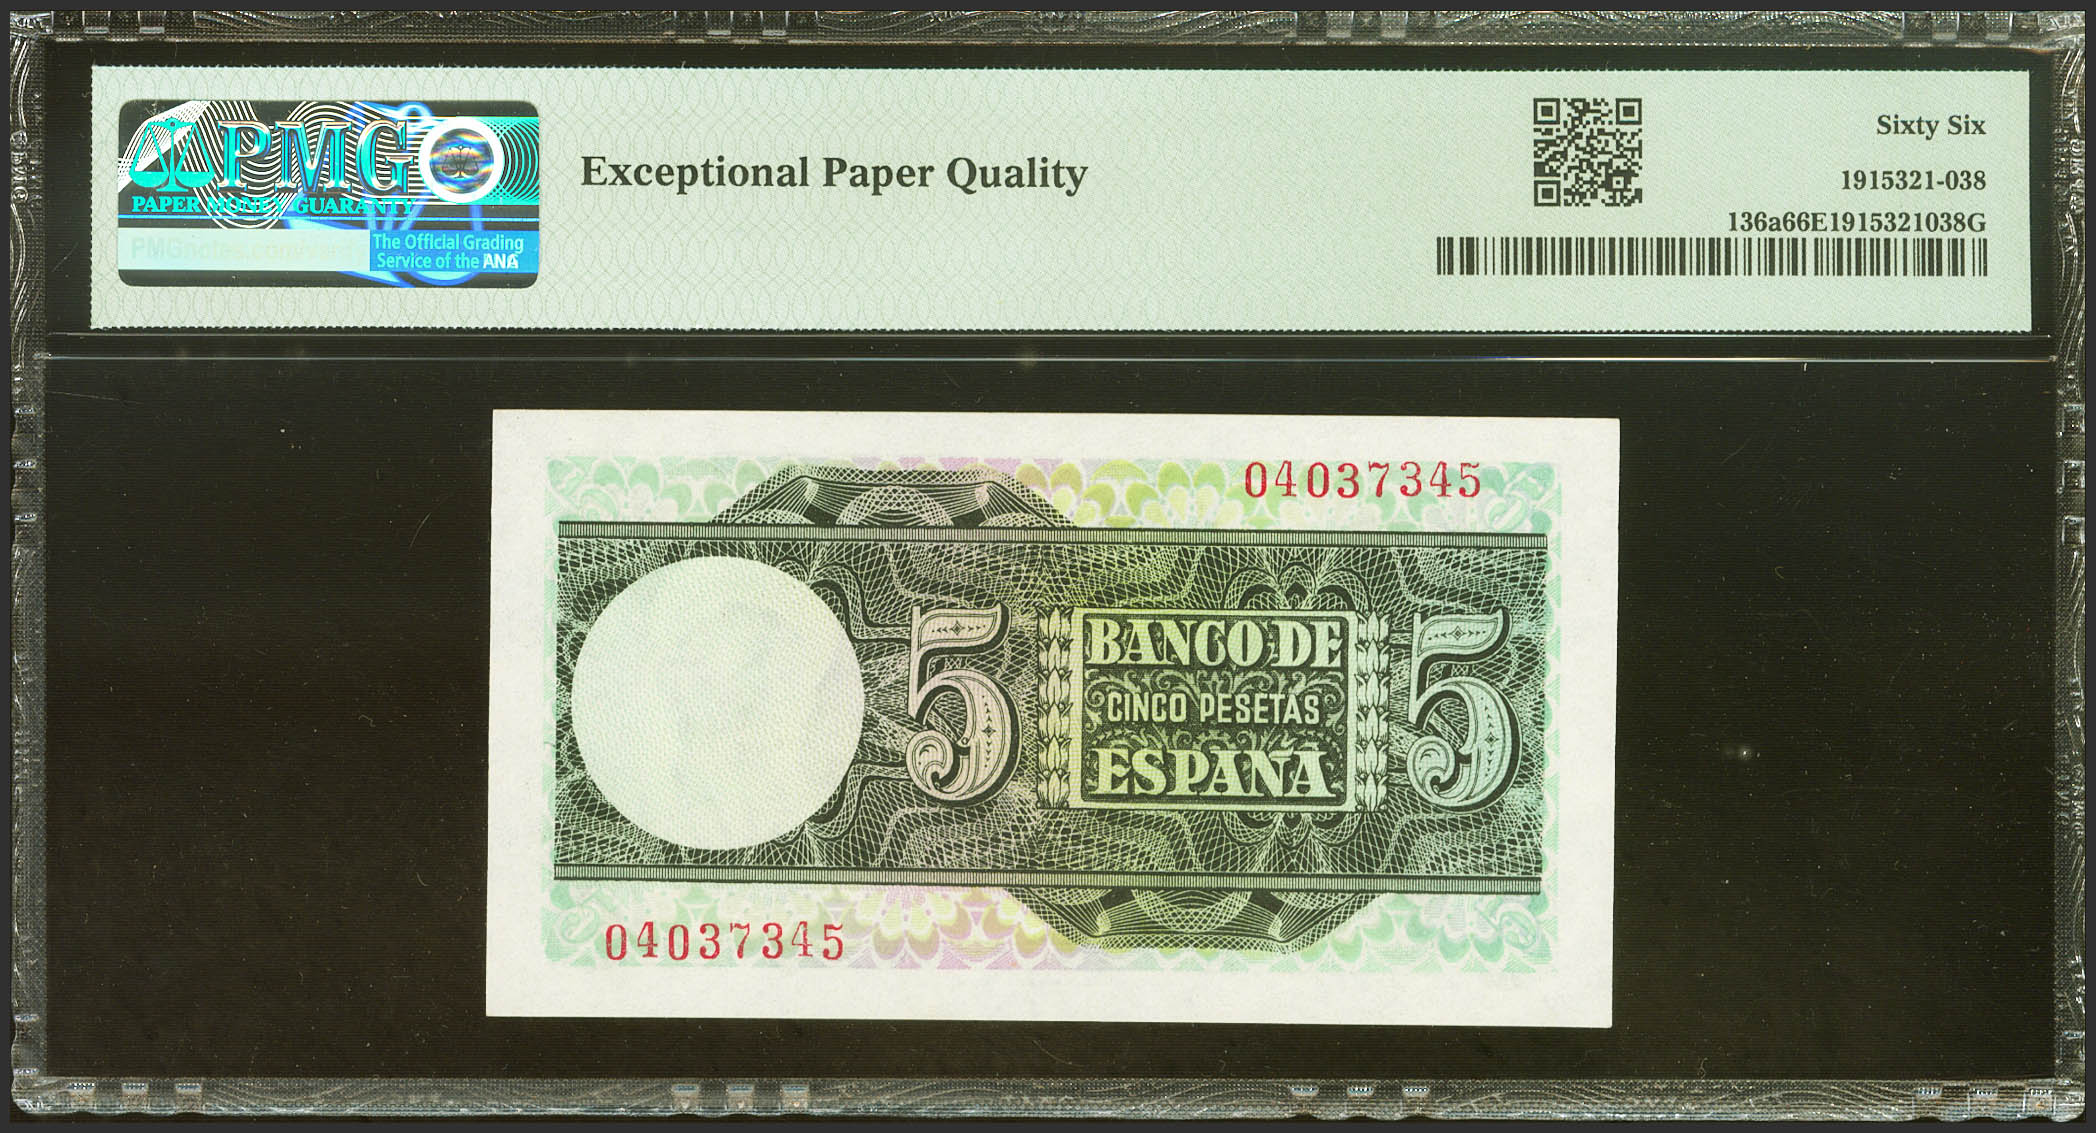 PMG
PAPER MONEY GUARANTY
The Official Grading
Service of the ANA
Exceptional Paper Quality
Sixty Six
1915321-038
136a66E1915321038G
04037345
5
BANCO DE
CINCO PESETAS
ESPAÑA
5
04037345